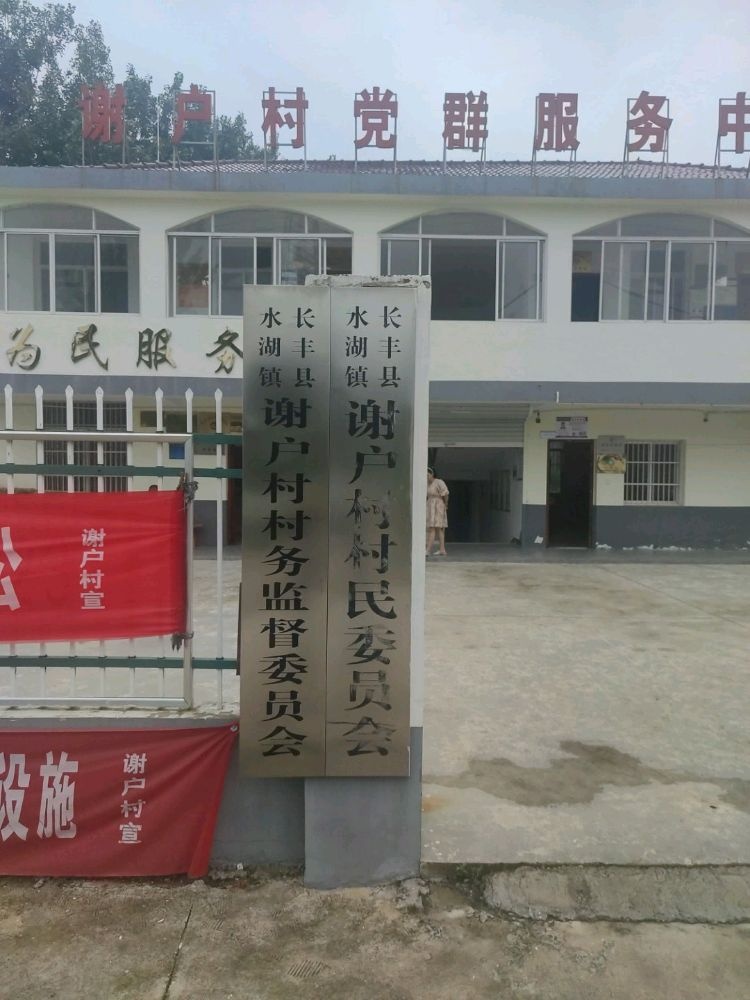 谢户村党群服务中
为民服务
长丰县
水湖镇
谢户村村民委员会
长丰县
水湖镇
谢户村村务监督委员会
公
谢户村宣
设施
谢户村宣